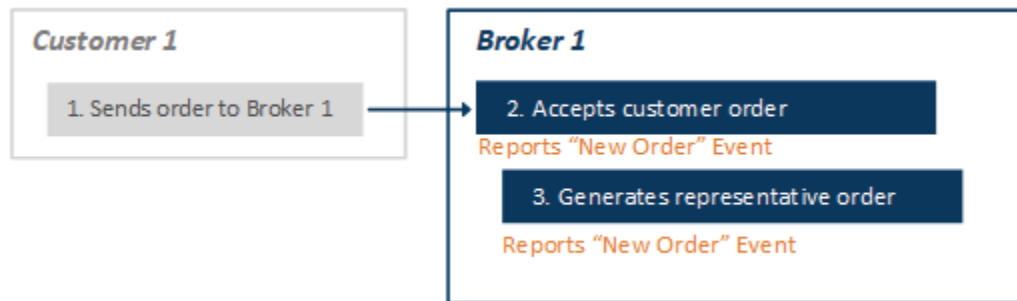 Customer 1
1. Sends order to Broker 1
Broker 1
2. Accepts customer order
Reports “New Order” Event
3. Generates representative order
Reports “New Order” Event